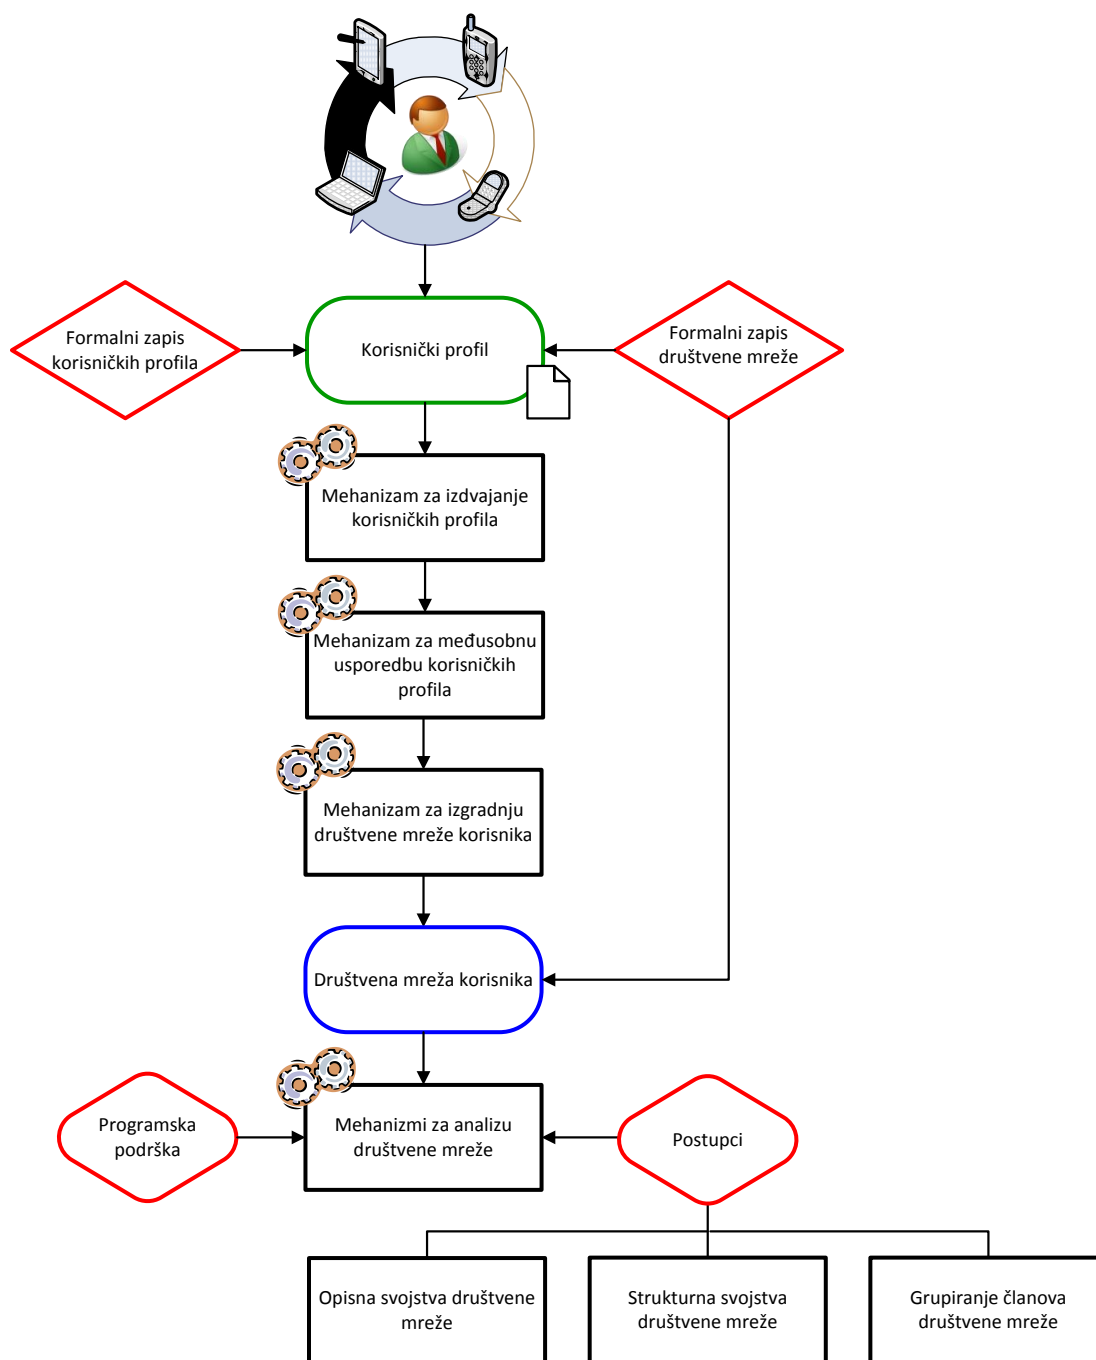 Formalni zapis
korisničkih profila
Korisnički profil
Formalni zapis
društvene mreže
Mehanizam za izdvajanje
korisničkih profila
Mehanizam za međusobnu
usporedbu korisničkih
profila
Mehanizam za izgradnju
društvene mreže korisnika
Društvena mreža korisnika
Programska
podrška
Mehanizmi za analizu
društvene mreže
Postupci
Opisna svojstva društvene
mreže
Strukturna svojstva
društvene mreže
Grupiranje članova
društvene mreže